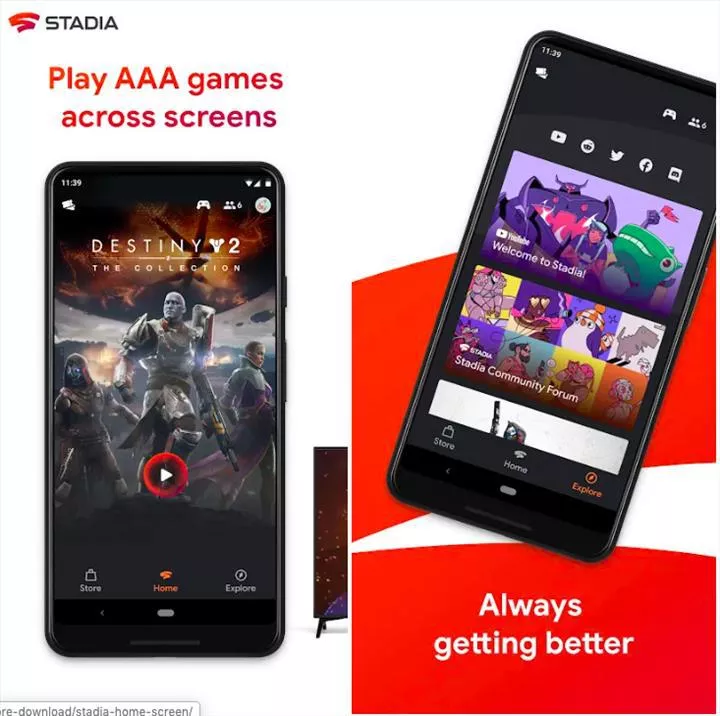 STADIA
Play AAA games
across screens
11:39
6
DESTINY 2
THE COLLECTION
Store
Home
Explore
11:39
6
YouTube
Welcome to Stadia!
STADIA
Stadia Community Forum
Store
Home
Explore
Always
getting better
re-download/stadia-home-screen/